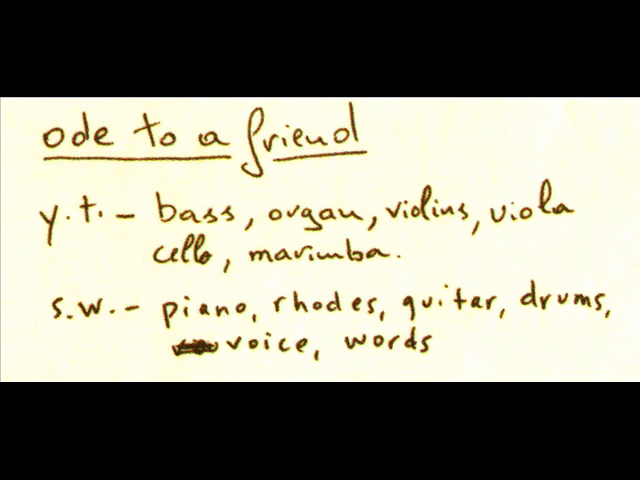 ode to a friend
y.t. - bass, organ, violins, viola
cello, marimba.
s.w. - piano, rhodes, guitar, drums,
voice, words